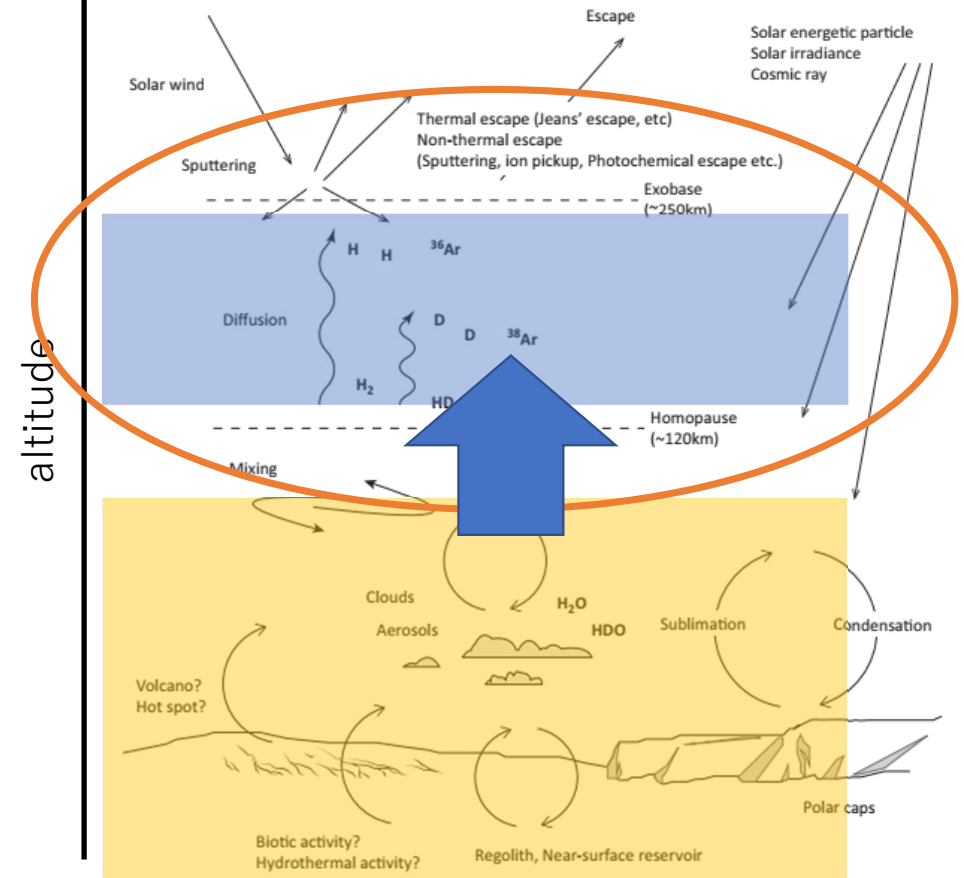 Escape
Solar energetic particle
Solar irradiance
Cosmic ray
Solar wind
Thermal escape (Jeans' escape, etc)
Non-thermal escape
(Sputtering, ion pickup, Photochemical escape etc.)
Sputtering
Exobase
(~250km)
H H ³⁶Ar
Diffusion
D D ³⁸Ar
H₂
HD
Homopause
(~120km)
altitude
Mixing
Clouds
H₂O
Aerosols
HDO
Sublimation
Condensation
Volcano?
Hot spot?
Polar caps
Biotic activity?
Hydrothermal activity?
Regolith, Near-surface reservoir